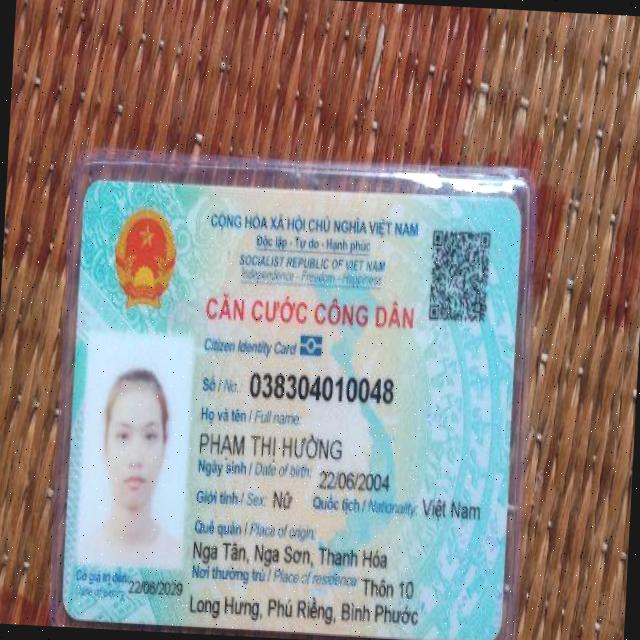 CỘNG HÒA XÃ HỘI CHỦ NGHĨA VIỆT NAM
Độc lập - Tự do - Hạnh phúc
SOCIALIST REPUBLIC OF VIET NAM
Independence - Freedom - Happiness
CĂN CƯỚC CÔNG DÂN
Citizen Identity Card
Số / No.: 038304010048
Họ và tên / Full name:
PHẠM THỊ HƯỜNG
Ngày sinh / Date of birth: 22/06/2004
Giới tính / Sex: Nữ Quốc tịch / Nationality: Việt Nam
Quê quán / Place of origin:
Nga Tân, Nga Sơn, Thanh Hóa
Nơi thường trú / Place of residence: Thôn 10
Long Hưng, Phú Riềng, Bình Phước
Có giá trị đến: 22/06/2029
Date of expiry